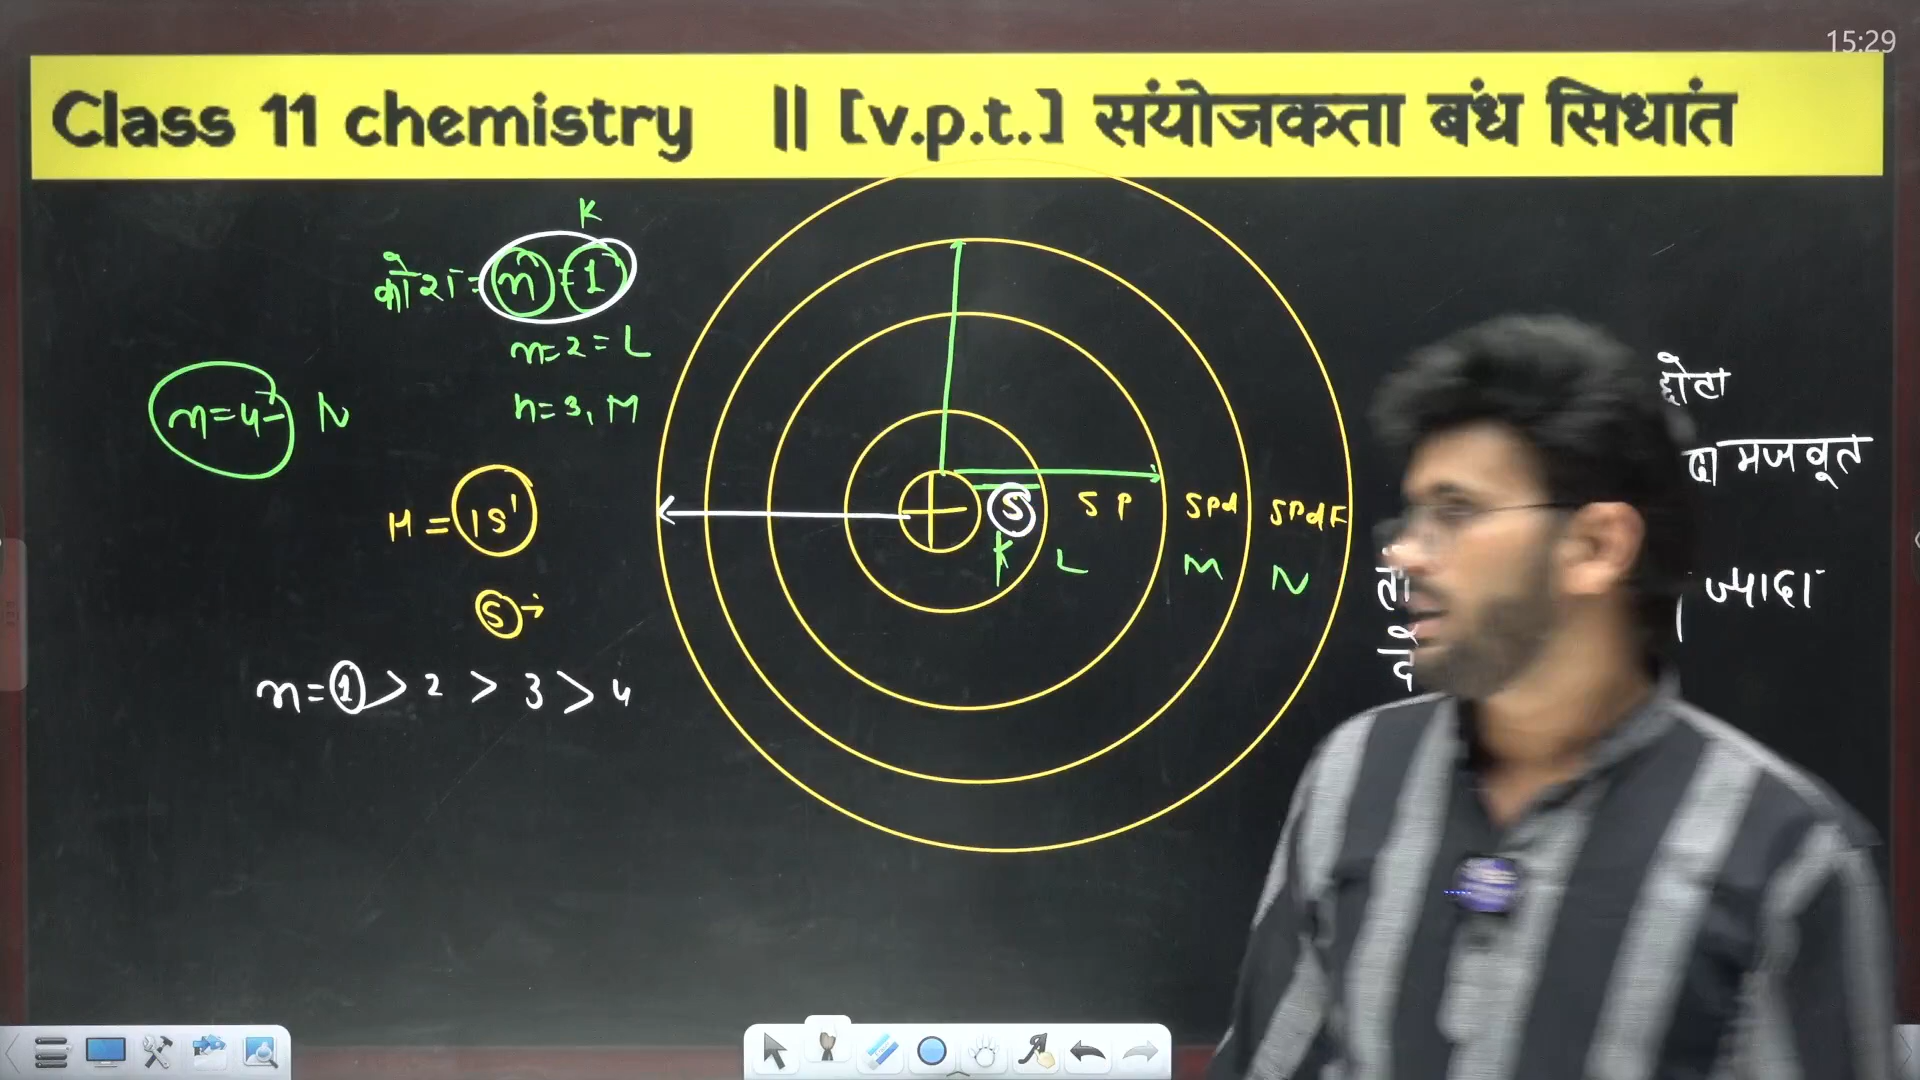 15:29
Class 11 chemistry || [v.p.t.] संयोजकता बंध सिधांत
K
कोश = n = 1
n=2 = L
n=3, M
n=4 → N
H = 1S¹
S →
n= 1 > 2 > 3 > 4
S S P SPd SPdF
K L M N
छोटा
मजबूत
ज्यादा